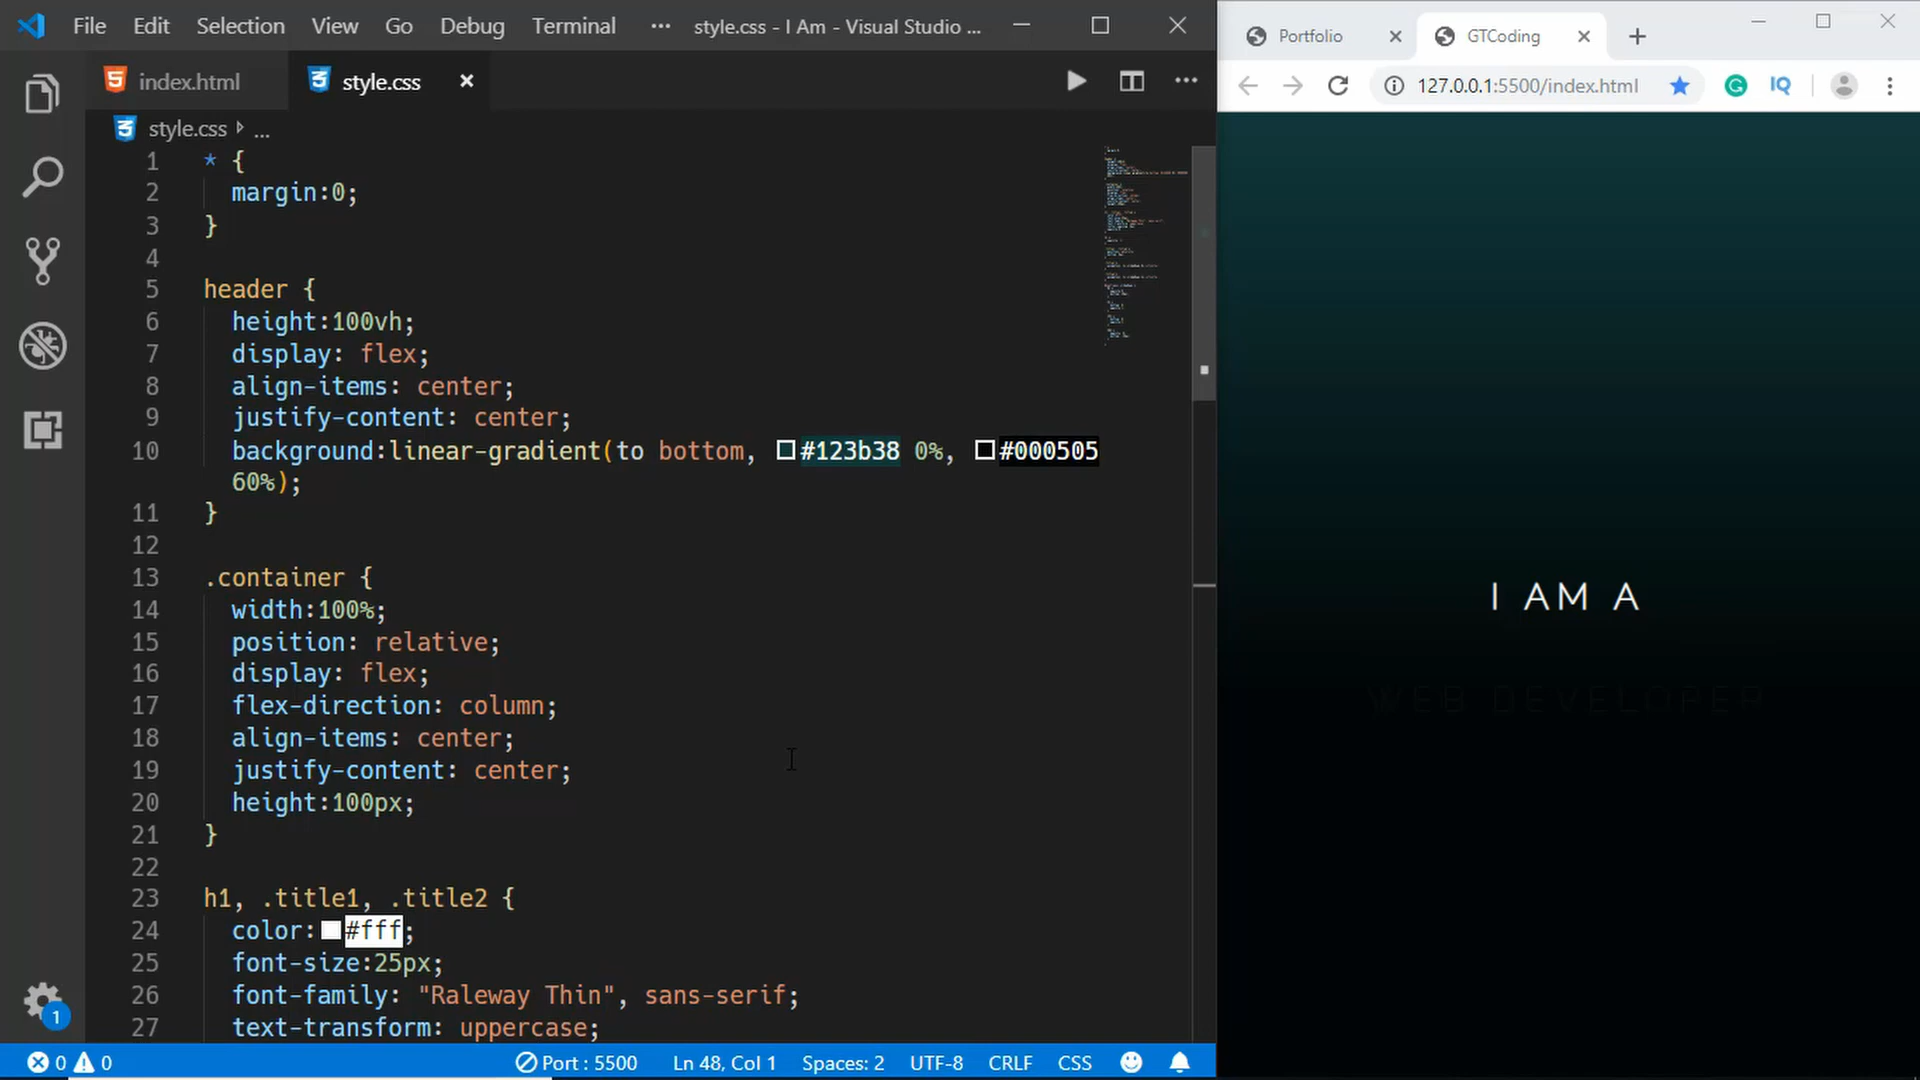 File Edit Selection View Go Debug Terminal ··· style.css - I Am - Visual Studio ...
index.html style.css
style.css ...
1 * {
2 margin:0;
3 }
4
5 header {
6 height:100vh;
7 display: flex;
8 align-items: center;
9 justify-content: center;
10 background:linear-gradient(to bottom, #123b38 0%, #000505
60%);
11 }
12
13 .container {
14 width:100%;
15 position: relative;
16 display: flex;
17 flex-direction: column;
18 align-items: center;
19 justify-content: center;
20 height:100px;
21 }
22
23 h1, .title1, .title2 {
24 color:#fff;
25 font-size:25px;
26 font-family: "Raleway Thin", sans-serif;
27 text-transform: uppercase;
1
0 0 Port : 5500 Ln 48, Col 1 Spaces: 2 UTF-8 CRLF CSS
Portfolio GTCoding
127.0.0.1:5500/index.html IQ
I AM A
WEB DEVELOPER